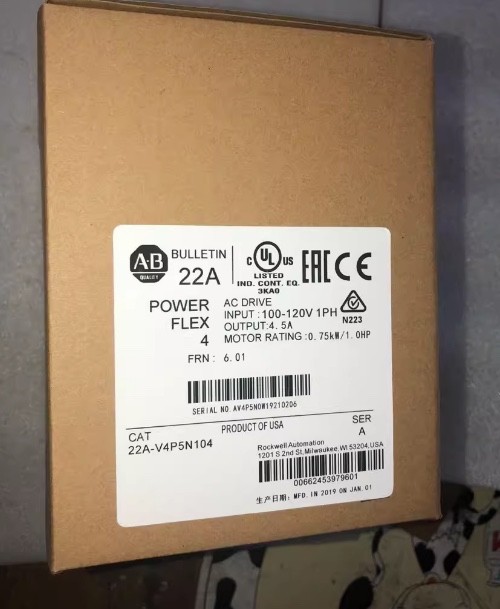 A-B
QUALITY
BULLETIN
22A
c UL US
LISTED
IND. CONT. EQ.
3KA0
EAC CE
N223
POWER
FLEX
4
AC DRIVE
INPUT :100-120V 1PH
OUTPUT:4.5A
MOTOR RATING :0.75kW/1.0HP
FRN : 6.01
SERIAL NO.AV4P5N0W19210206
PRODUCT OF USA
CAT
22A-V4P5N104
SER
A
Rockwell Automation
1201 S 2nd St,Milwaukee,WI 53204,USA
00662453979601
生产日期: MFD. IN 2019 ON JAN.01